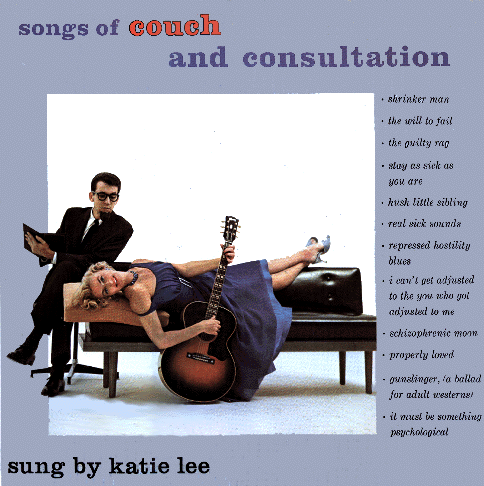 songs of couch
and consultation
· shrinker man
· the will to fail
· the guilty rag
· stay as sick as
you are
· hush little sibling
· real sick sounds
· repressed hostility
blues
· i can't get adjusted
to the you who got
adjusted to me
· schizophrenic moon
· properly loved
· gunslinger, (a ballad
for adult westerns)
· it must be something
psychological
sung by katie lee